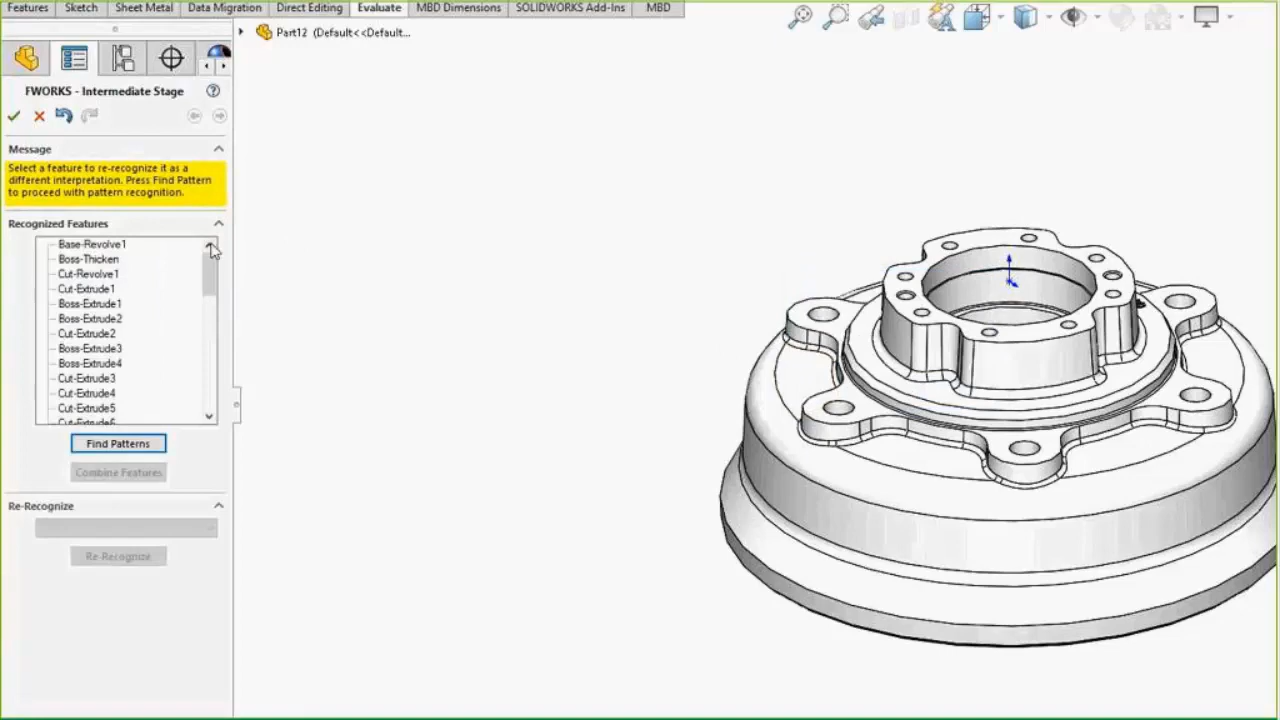 Features Sketch Sheet Metal Data Migration Direct Editing Evaluate MBD Dimensions SOLIDWORKS Add-Ins MBD
Part12 (Default<<Default...
FWORKS - Intermediate Stage
Message
Select a feature to re-recognize it as a
different interpretation. Press Find Pattern
to proceed with pattern recognition.
Recognized Features
Base-Revolve1
Boss-Thicken
Cut-Revolve1
Cut-Extrude1
Boss-Extrude1
Boss-Extrude2
Cut-Extrude2
Boss-Extrude3
Boss-Extrude4
Cut-Extrude3
Cut-Extrude4
Cut-Extrude5
Cut-Extrude6
Find Patterns
Combine Features
Re-Recognize
Re-Recognize